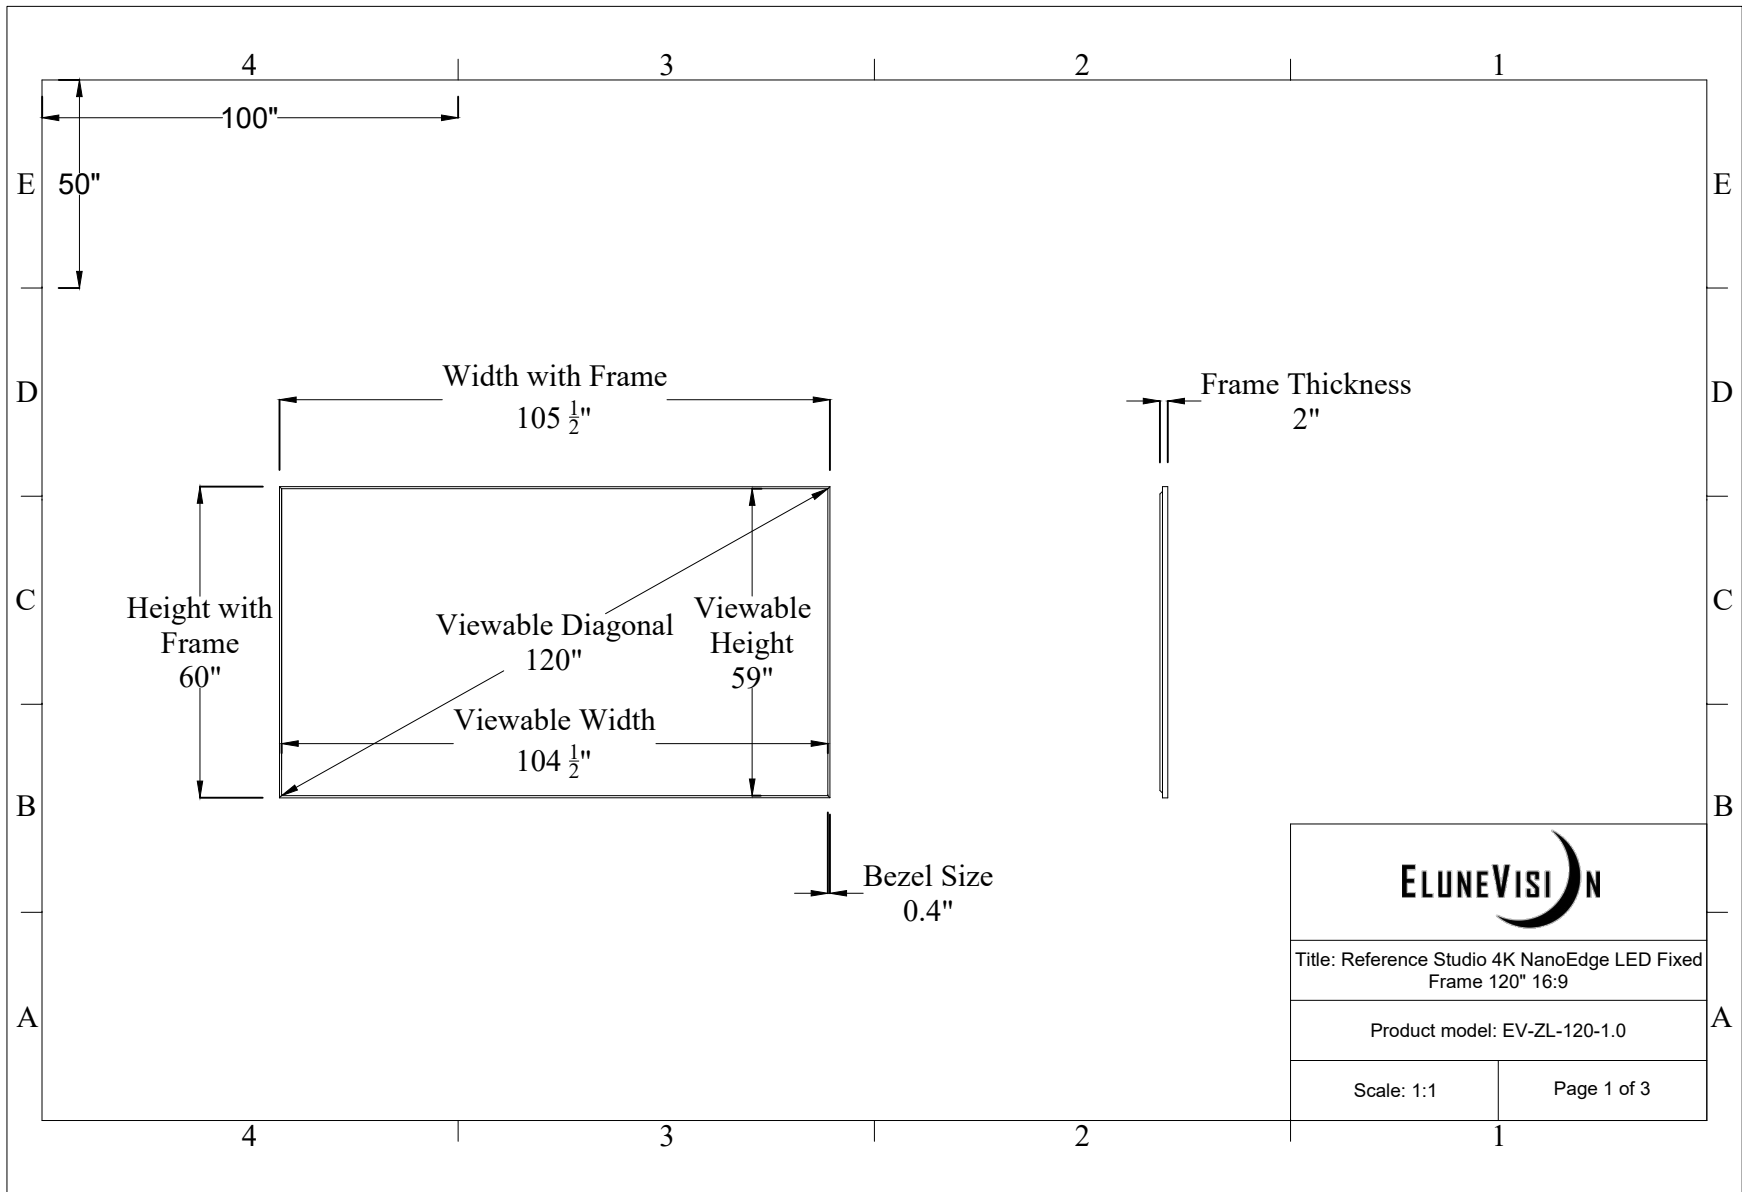 4 3 2 1
100"
E 50" E
Width with Frame
105 1/2"
Frame Thickness
2"
D D
Height with
Frame
60"
Viewable Diagonal
120"
Viewable
Height
59"
C C
Viewable Width
104 1/2"
B B
Bezel Size
0.4"
ELUNEVISION
Title: Reference Studio 4K NanoEdge LED Fixed
Frame 120" 16:9
A A
Product model: EV-ZL-120-1.0
Scale: 1:1 Page 1 of 3
4 3 2 1